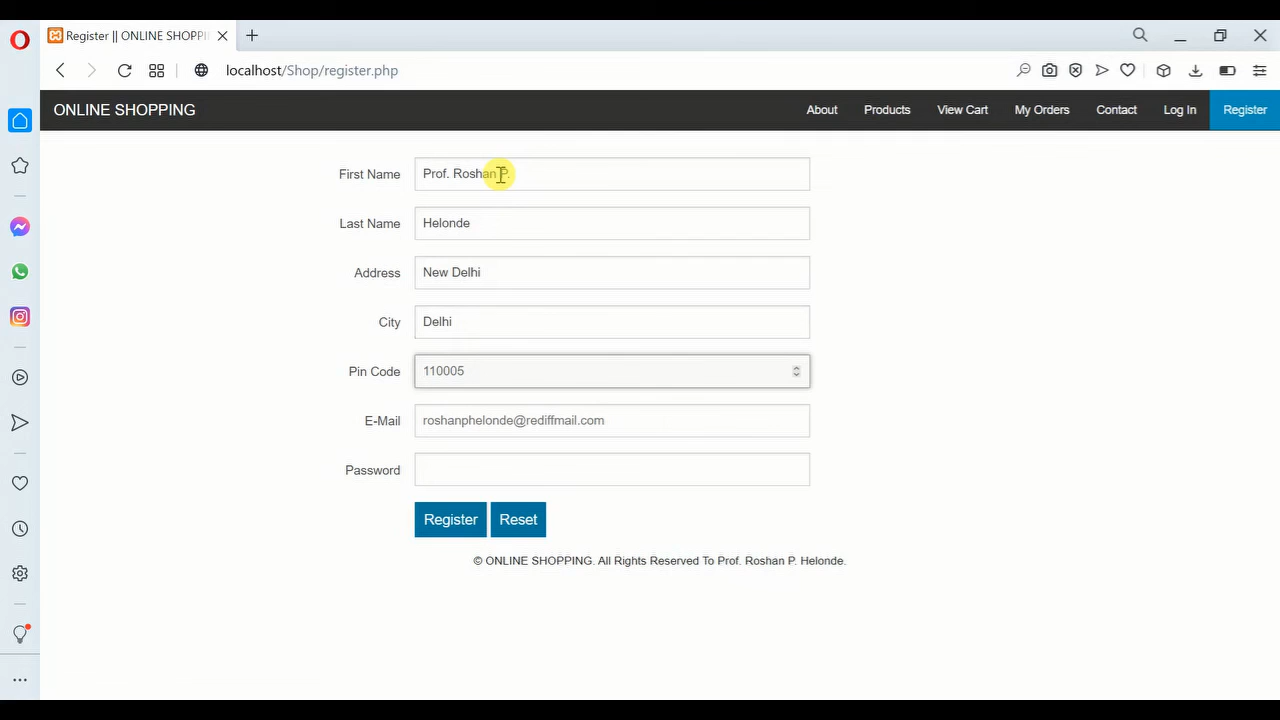 Register || ONLINE SHOPPI
localhost/Shop/register.php
ONLINE SHOPPING About Products View Cart My Orders Contact Log In Register
First Name Prof. Roshan P.
Last Name Helonde
Address New Delhi
City Delhi
Pin Code 110005
E-Mail roshanphelonde@rediffmail.com
Password
Register Reset
© ONLINE SHOPPING. All Rights Reserved To Prof. Roshan P. Helonde.